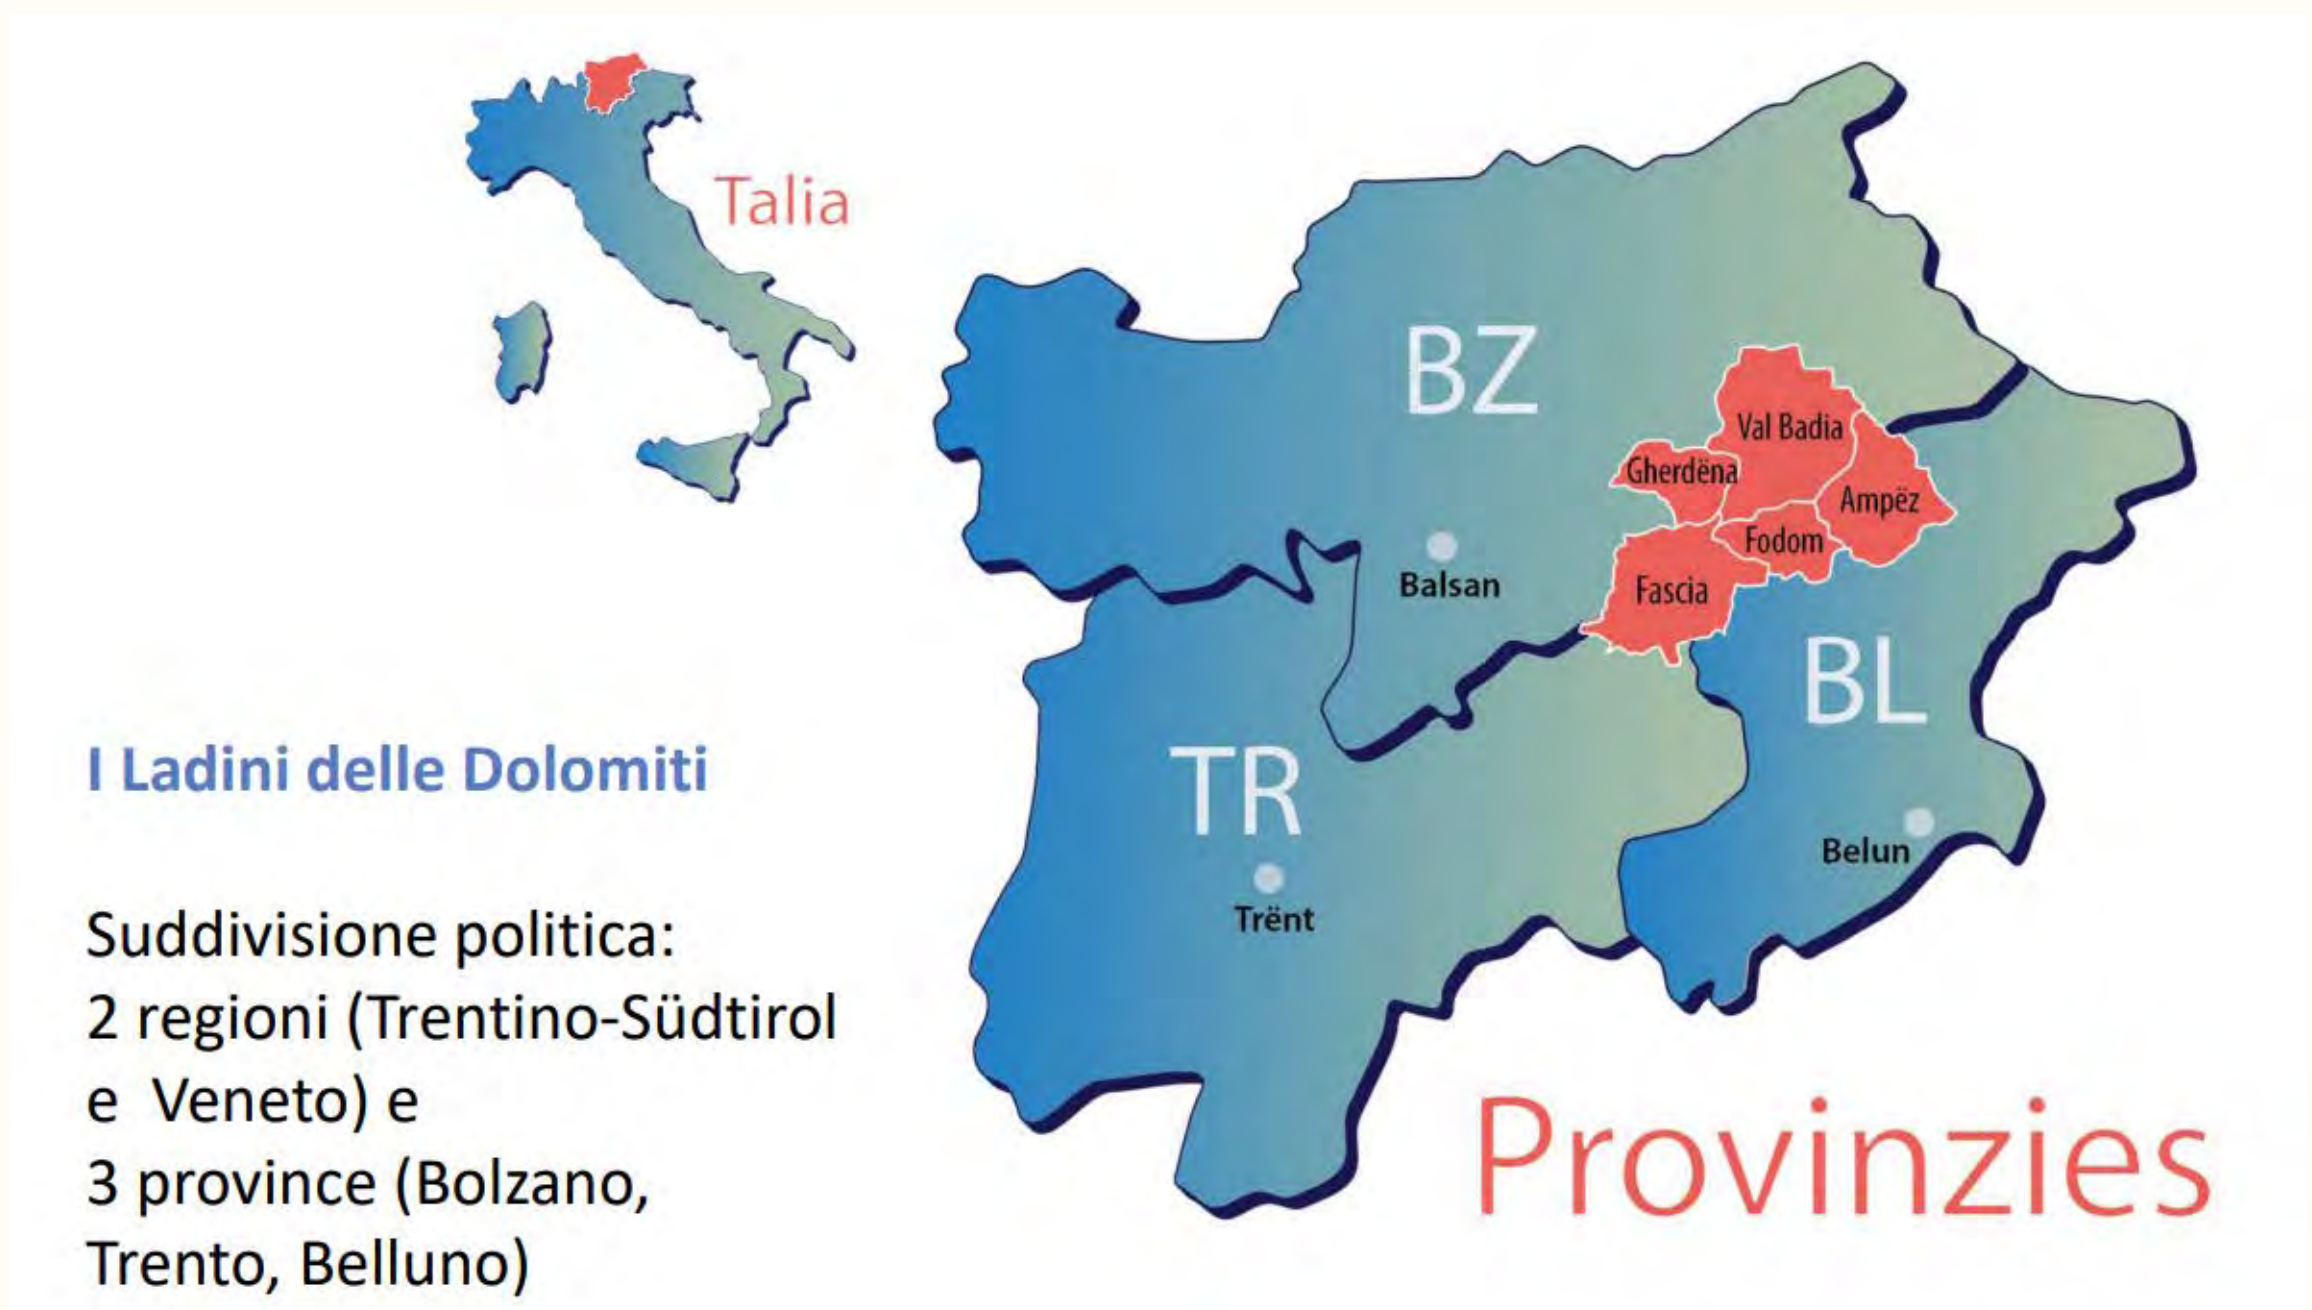 Talia
BZ
Val Badia
Gherdëna
Ampëz
Fodom
Balsan
Fascia
BL
TR
Belun
Trënt
I Ladini delle Dolomiti
Suddivisione politica:
2 regioni (Trentino-Südtirol
e  Veneto) e
3 province (Bolzano,
Trento, Belluno)
Provinzies